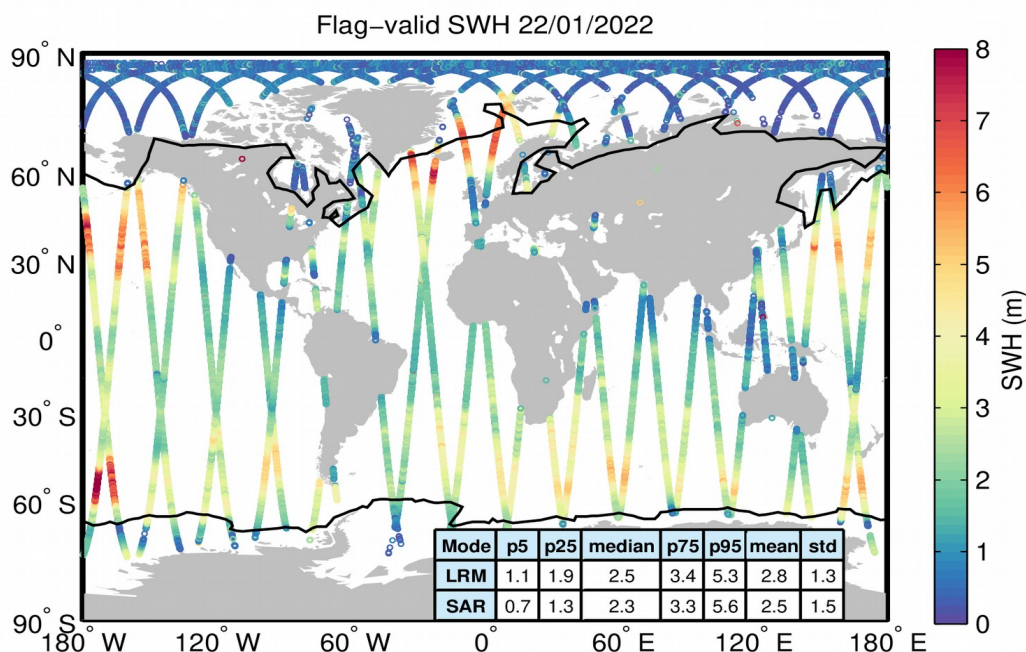 Flag−valid SWH 22/01/2022
90° N
60° N
30° N
0°
30° S
60° S
90° S
180° W
120° W
60° W
0°
60° E
120° E
180° E
8
7
6
5
4
3
2
1
0
SWH (m)
Mode p5 p25 median p75 p95 mean std
LRM 1.1 1.9 2.5 3.4 5.3 2.8 1.3
SAR 0.7 1.3 2.3 3.3 5.6 2.5 1.5